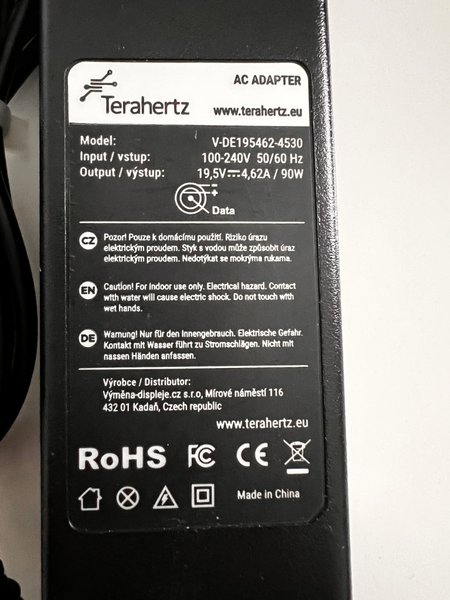 AC ADAPTER
Terahertz
www.terahertz.eu
Model: V-DE195462-4530
Input / vstup: 100-240V 50/60 Hz
Output / výstup: 19,5V⎓4,62A / 90W
− +
Data
CZ Pozor! Pouze k domácímu použití. Riziko úrazu
elektrickým proudem. Styk s vodou může způsobit úraz
elektrickým proudem. Nedotýkat se mokrýma rukama.
EN Caution! For indoor use only. Electrical hazard. Contact
with water will cause electric shock. Do not touch with
wet hands.
DE Warnung! Nur für den Innengebrauch. Elektrische Gefahr.
Kontakt mit Wasser führt zu Stromschlägen. Nicht mit
nassen Händen anfassen.
Výrobce / Distributor:
Výměna-displeje.cz s.r.o, Mírové náměstí 116
432 01 Kadaň, Czech republic
www.terahertz.eu
RoHS FC CE
Made in China